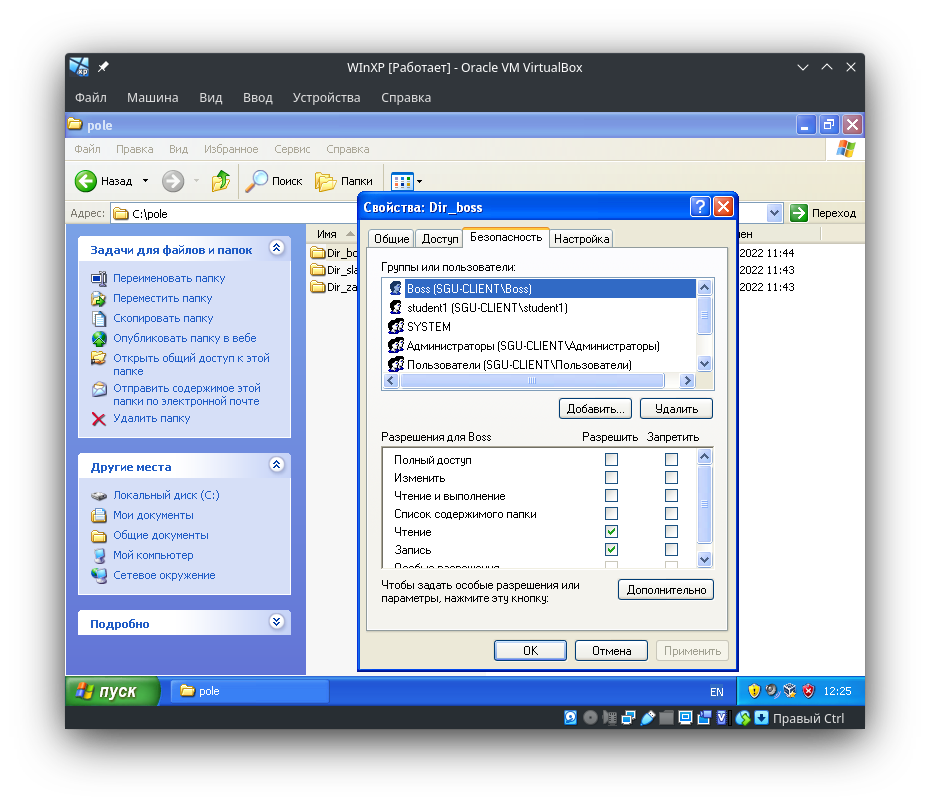 WInXP [Работает] - Oracle VM VirtualBox
Файл Машина Вид Ввод Устройства Справка
pole
Файл Правка Вид Избранное Сервис Справка
Назад Поиск Папки
Адрес: C:\pole Переход
Задачи для файлов и папок
Переименовать папку
Переместить папку
Скопировать папку
Опубликовать папку в вебе
Открыть общий доступ к этой
папке
Отправить содержимое этой
папки по электронной почте
Удалить папку
Другие места
Локальный диск (C:)
Мои документы
Общие документы
Мой компьютер
Сетевое окружение
Подробно
Имя
Dir_bo
Dir_sla
Dir_za
ен
2022 11:44
2022 11:43
2022 11:43
Свойства: Dir_boss
Общие Доступ Безопасность Настройка
Группы или пользователи:
Boss (SGU-CLIENT\Boss)
student1 (SGU-CLIENT\student1)
SYSTEM
Администраторы (SGU-CLIENT\Администраторы)
Пользователи (SGU-CLIENT\Пользователи)
Добавить... Удалить
Разрешения для Boss Разрешить Запретить
Полный доступ
Изменить
Чтение и выполнение
Список содержимого папки
Чтение
Запись
Особые разрешения
Чтобы задать особые разрешения или
параметры, нажмите эту кнопку:
Дополнительно
OK Отмена Применить
пуск pole EN 12:25
Правый Ctrl